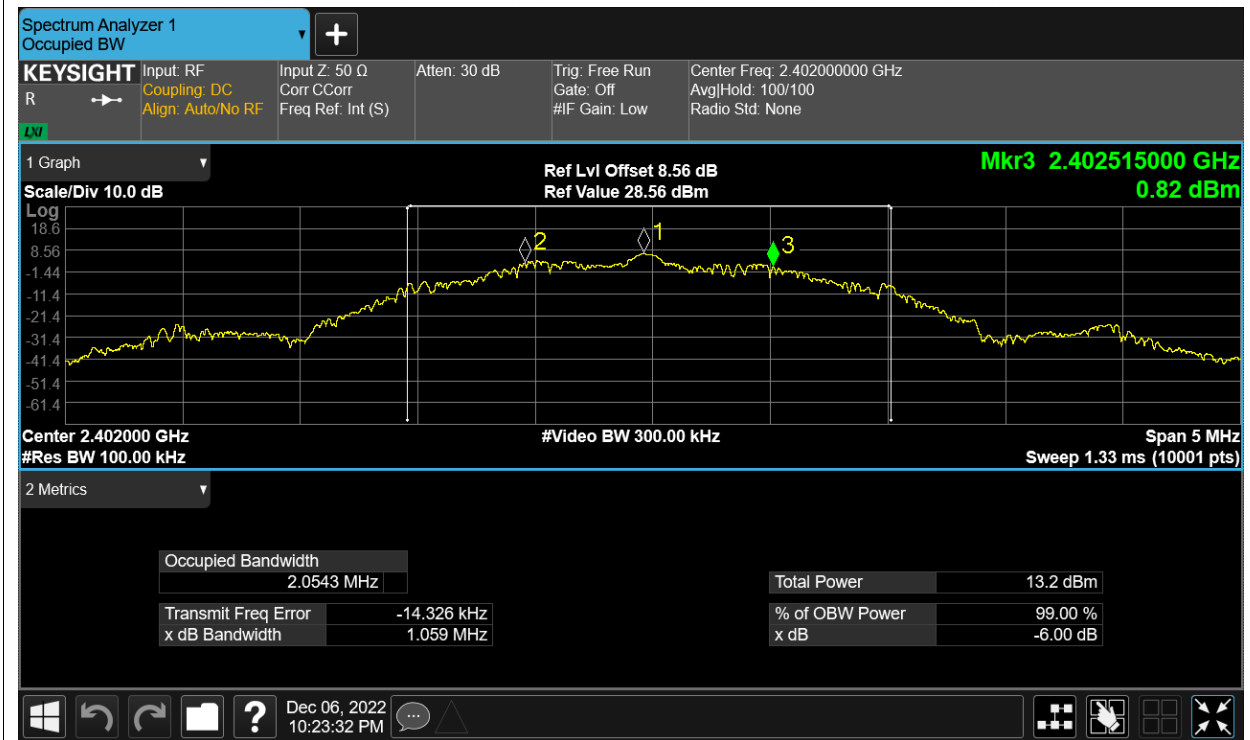 Spectrum Analyzer 1
Occupied BW
KEYSIGHT
R
LXI
Input: RF
Coupling: DC
Align: Auto/No RF
Input Z: 50 Ω
Corr CCorr
Freq Ref: Int (S)
Atten: 30 dB
Trig: Free Run
Gate: Off
#IF Gain: Low
Center Freq: 2.402000000 GHz
Avg|Hold: 100/100
Radio Std: None
1 Graph
Scale/Div 10.0 dB
Ref Lvl Offset 8.56 dB
Ref Value 28.56 dBm
Mkr3 2.402515000 GHz
0.82 dBm
Log
18.6
8.56
-1.44
-11.4
-21.4
-31.4
-41.4
-51.4
-61.4
2
1
3
Center 2.402000 GHz
#Res BW 100.00 kHz
#Video BW 300.00 kHz
Span 5 MHz
Sweep 1.33 ms (10001 pts)
2 Metrics
Occupied Bandwidth
2.0543 MHz
Transmit Freq Error -14.326 kHz
x dB Bandwidth 1.059 MHz
Total Power 13.2 dBm
% of OBW Power 99.00 %
x dB -6.00 dB
?
Dec 06, 2022
10:23:32 PM